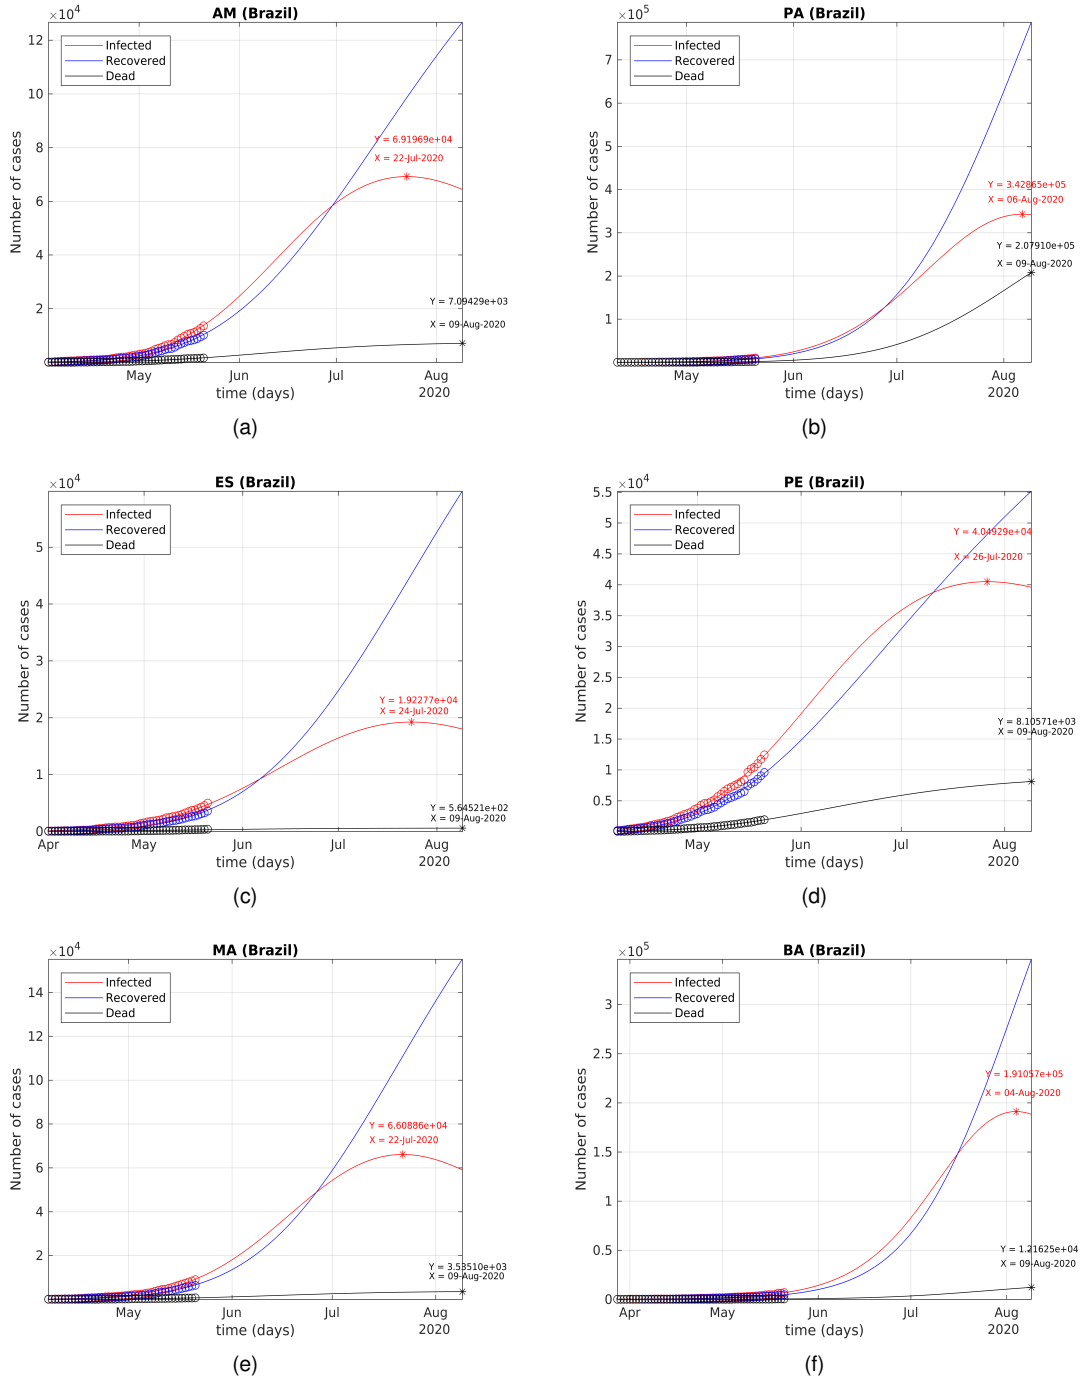 AM (Brazil)
×10^4
Infected
Recovered
Dead
12
10
8
6
4
2
Number of cases
Y = 6.91969e+04
X = 22-Jul-2020
Y = 7.09429e+03
X = 09-Aug-2020
May Jun Jul Aug
2020
time (days)
(a)
PA (Brazil)
×10^5
Infected
Recovered
Dead
7
6
5
4
3
2
1
Number of cases
Y = 3.42865e+05
X = 06-Aug-2020
Y = 2.07910e+05
X = 09-Aug-2020
May Jun Jul Aug
2020
time (days)
(b)
ES (Brazil)
×10^4
Infected
Recovered
Dead
5
4
3
2
1
0
Number of cases
Y = 1.92277e+04
X = 24-Jul-2020
Y = 5.64521e+02
X = 09-Aug-2020
Apr May Jun Jul Aug
2020
time (days)
(c)
PE (Brazil)
×10^4
Infected
Recovered
Dead
5.5
5
4.5
4
3.5
3
2.5
2
1.5
1
0.5
Number of cases
Y = 4.04929e+04
X = 26-Jul-2020
Y = 8.10571e+03
X = 09-Aug-2020
May Jun Jul Aug
2020
time (days)
(d)
MA (Brazil)
×10^4
Infected
Recovered
Dead
14
12
10
8
6
4
2
Number of cases
Y = 6.60886e+04
X = 22-Jul-2020
Y = 3.53510e+03
X = 09-Aug-2020
May Jun Jul Aug
2020
time (days)
(e)
BA (Brazil)
×10^5
Infected
Recovered
Dead
3
2.5
2
1.5
1
0.5
0
Number of cases
Y = 1.91057e+05
X = 04-Aug-2020
Y = 1.21625e+04
X = 09-Aug-2020
Apr May Jun Jul Aug
2020
time (days)
(f)